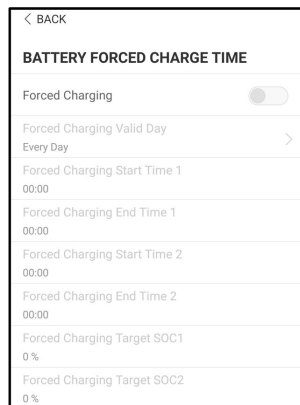 < BACK
BATTERY FORCED CHARGE TIME
Forced Charging
Forced Charging Valid Day
Every Day
Forced Charging Start Time 1
00:00
Forced Charging End Time 1
00:00
Forced Charging Start Time 2
00:00
Forced Charging End Time 2
00:00
Forced Charging Target SOC1
0 %
Forced Charging Target SOC2
0 %